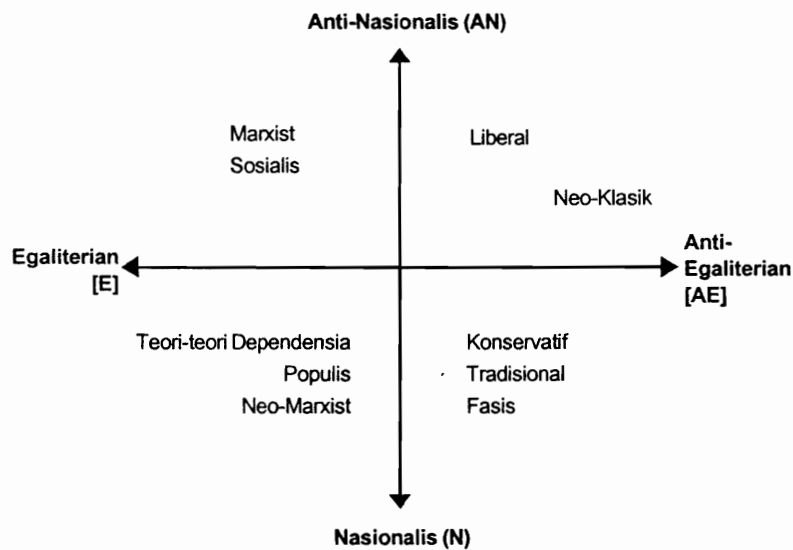 Anti-Nasionalis (AN)
Marxist
Sosialis
Liberal
Neo-Klasik
Egaliterian
[E]
Anti-
Egaliterian
[AE]
Teori-teori Dependensia
Populis
Neo-Marxist
Konservatif
Tradisional
Fasis
Nasionalis (N)